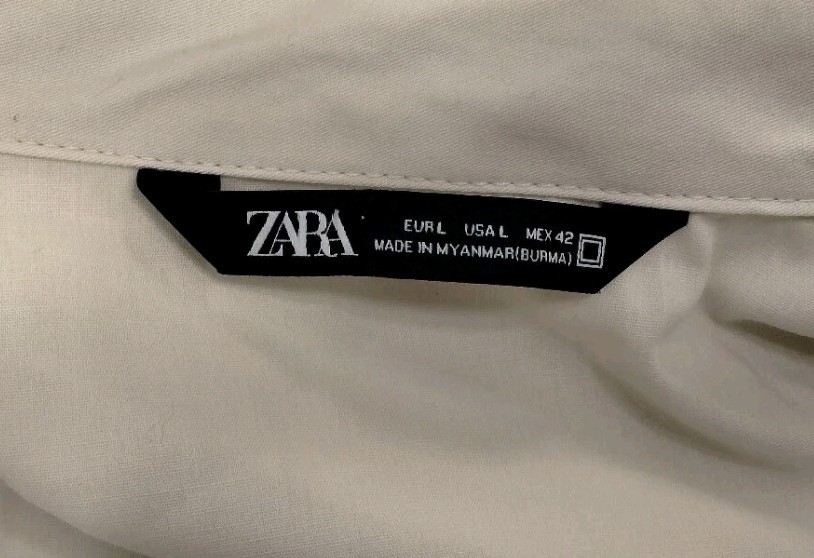 ZARA
EUR L USA L MEX 42
MADE IN MYANMAR(BURMA)